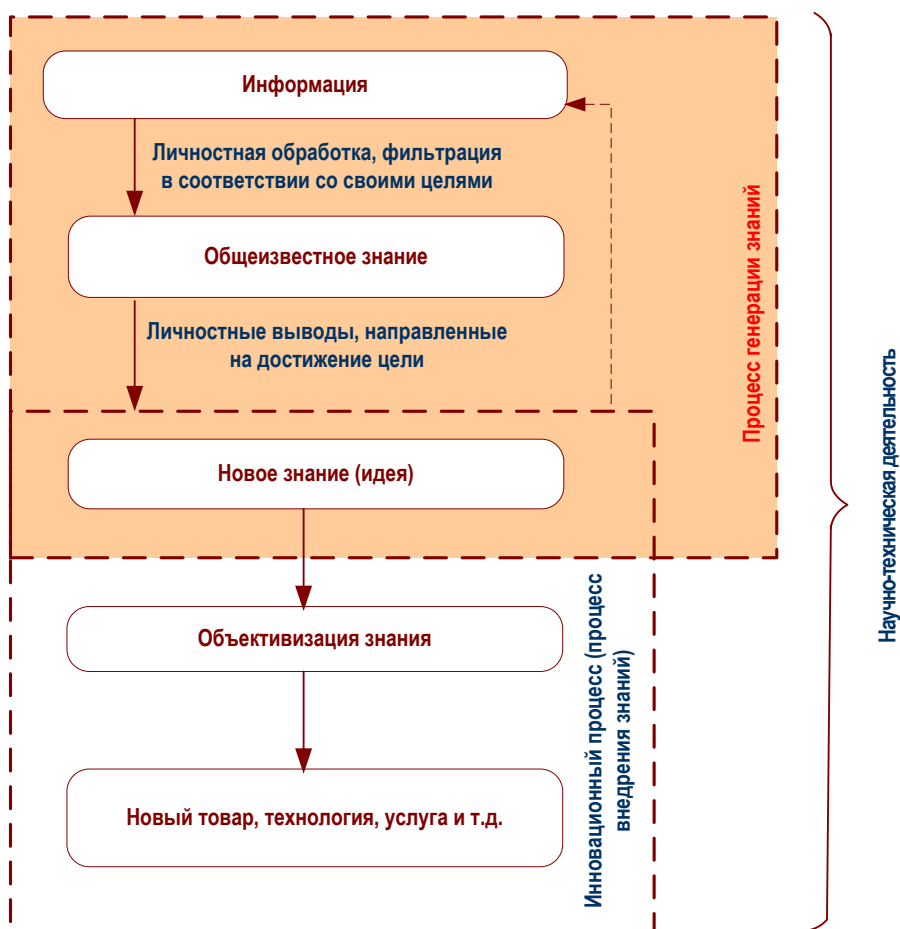 Информация
Личностная обработка, фильтрация
в соответствии со своими целями
Общеизвестное знание
Личностные выводы, направленные
на достижение цели
Процесс генерации знаний
Новое знание (идея)
Объективизация знания
Новый товар, технология, услуга и т.д.
Инновационный процесс (процесс
внедрения знаний)
Научно-техническая деятельность